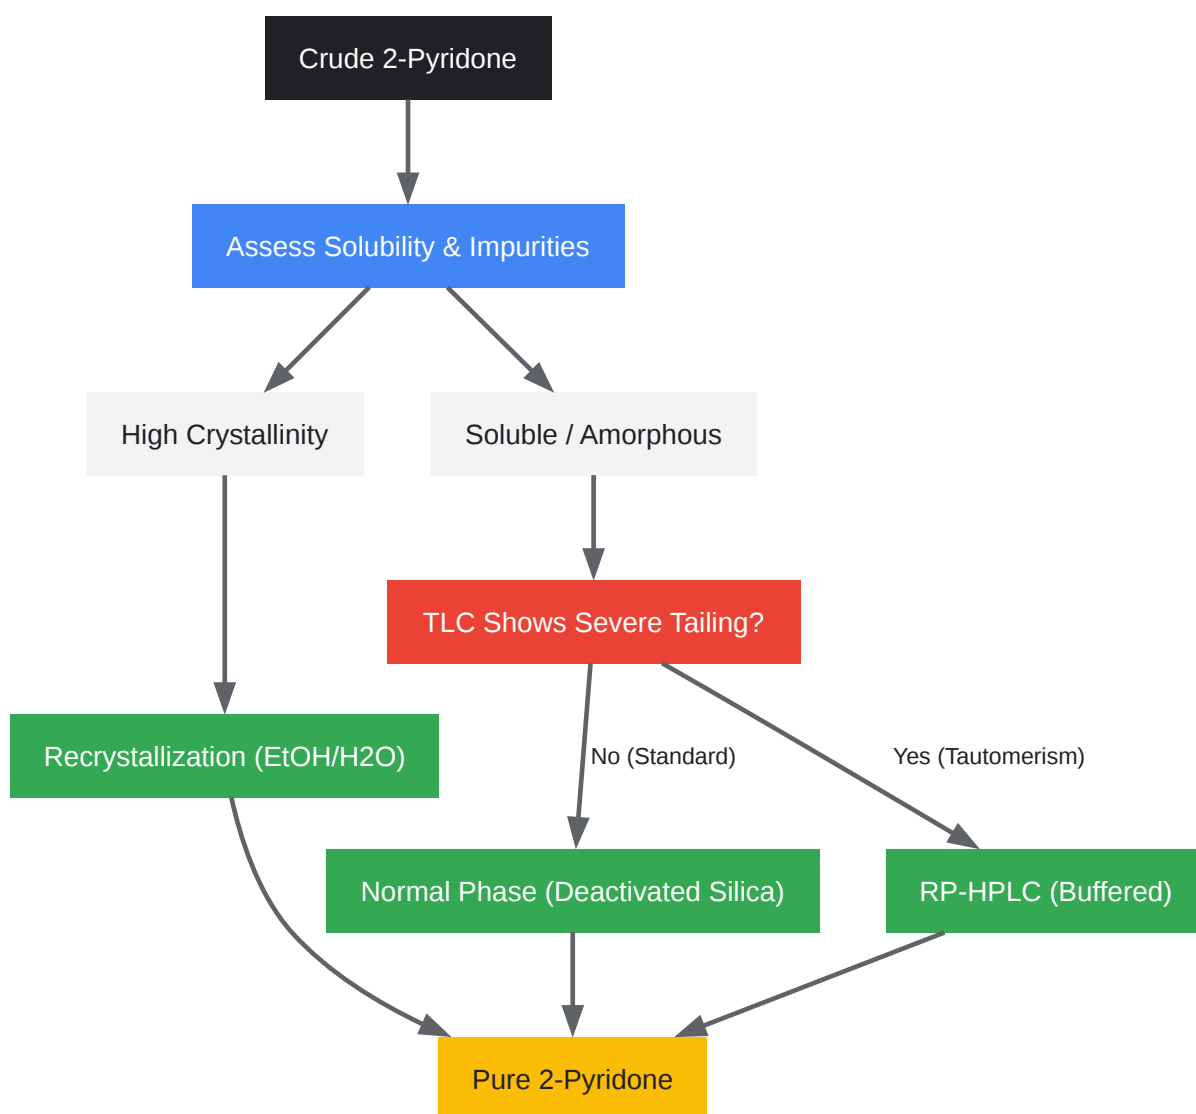 Crude 2-Pyridone
Assess Solubility & Impurities
High Crystallinity
Soluble / Amorphous
TLC Shows Severe Tailing?
Recrystallization (EtOH/H2O)
No (Standard)
Yes (Tautomerism)
Normal Phase (Deactivated Silica)
RP-HPLC (Buffered)
Pure 2-Pyridone